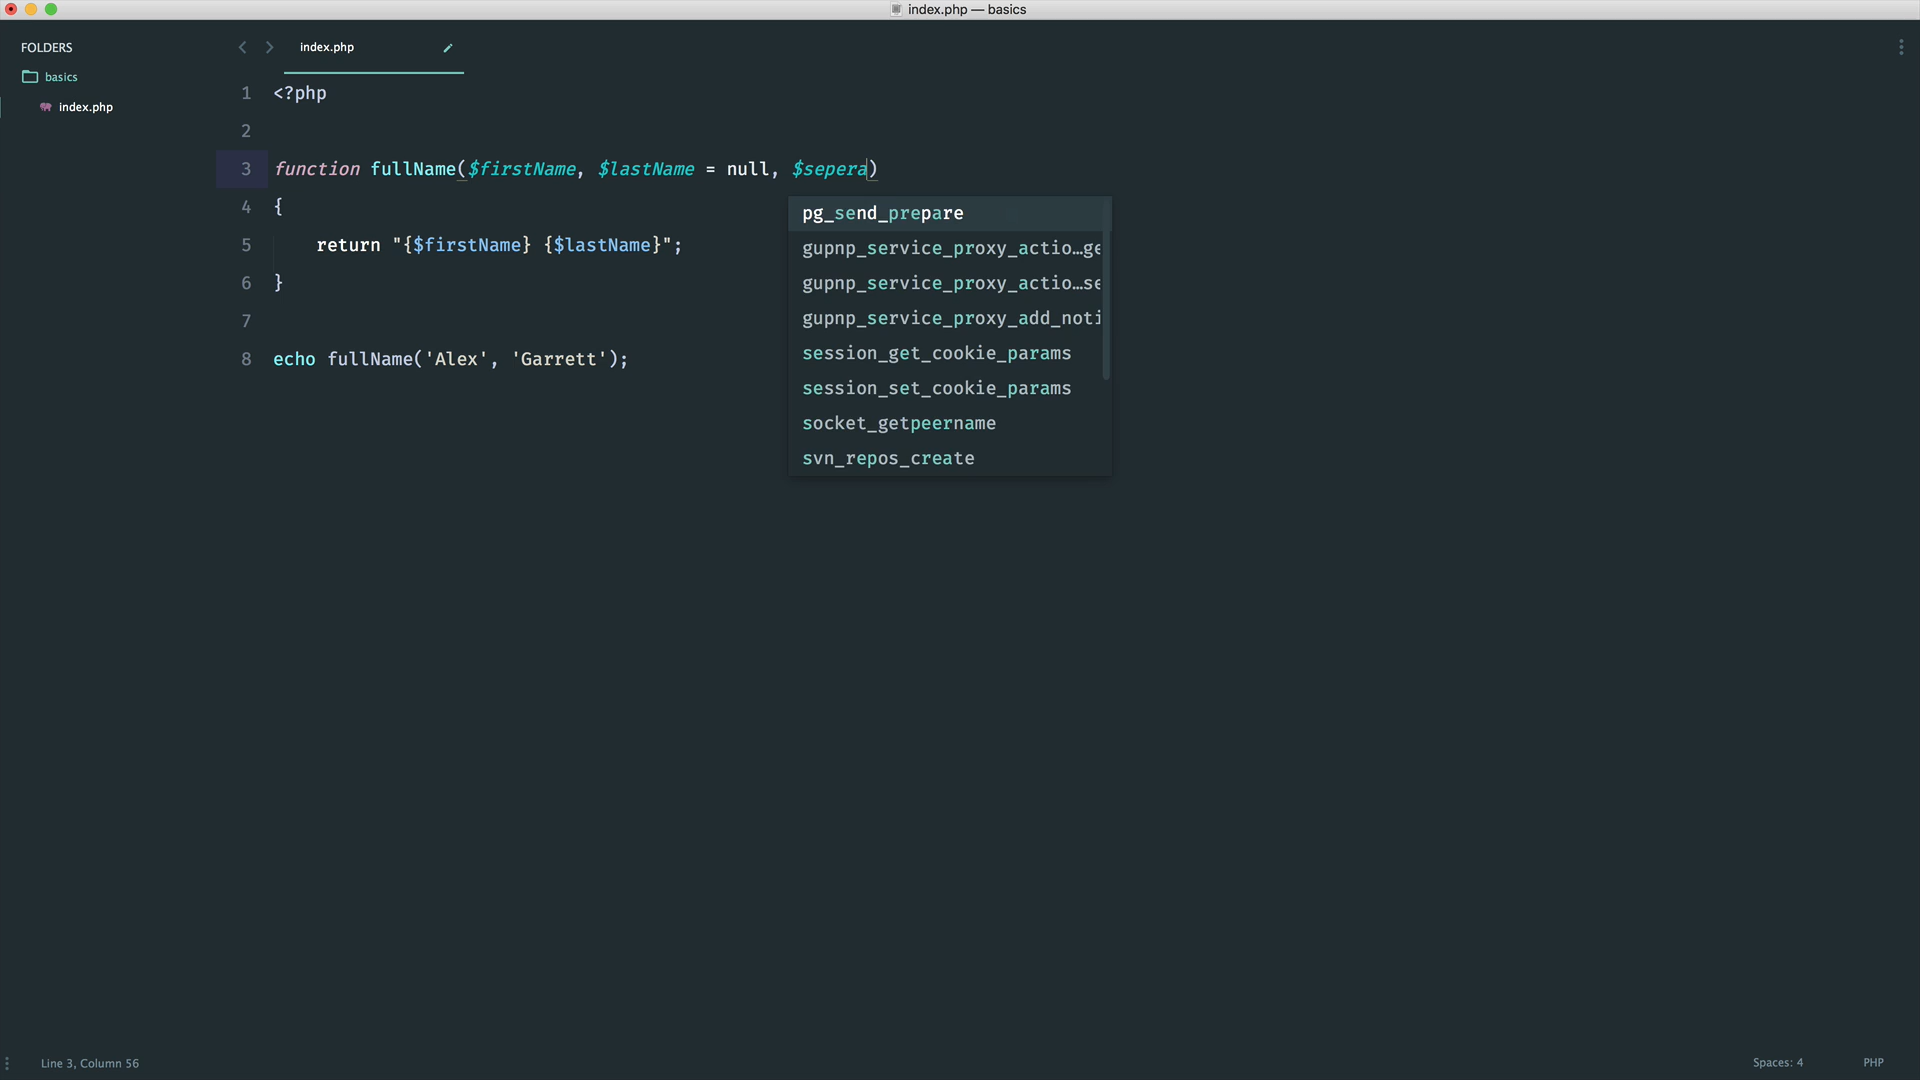 index.php — basics
FOLDERS
basics
index.php
index.php
1 <?php
2
3 function fullName($firstName, $lastName = null, $sepera)
4 {
5 return "{$firstName} {$lastName}";
6 }
7
8 echo fullName('Alex', 'Garrett');
pg_send_prepare
gupnp_service_proxy_actio…ge
gupnp_service_proxy_actio…se
gupnp_service_proxy_add_noti
session_get_cookie_params
session_set_cookie_params
socket_getpeername
svn_repos_create
Line 3, Column 56
Spaces: 4
PHP